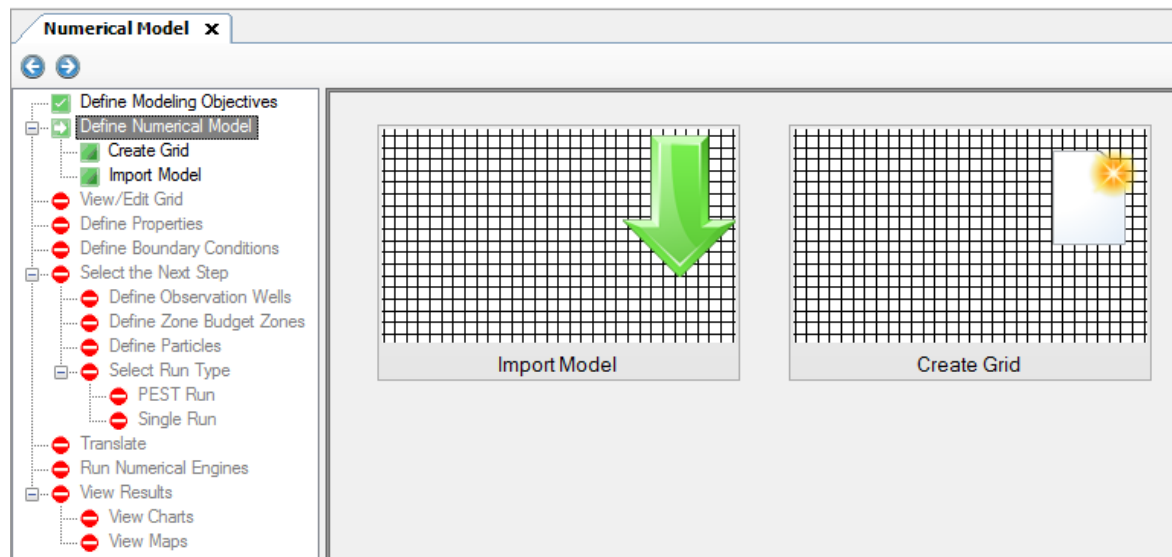 Numerical Model X
Define Modeling Objectives
Define Numerical Model
Create Grid
Import Model
View/Edit Grid
Define Properties
Define Boundary Conditions
Select the Next Step
Define Observation Wells
Define Zone Budget Zones
Define Particles
Select Run Type
PEST Run
Single Run
Translate
Run Numerical Engines
View Results
View Charts
View Maps
Import Model
Create Grid